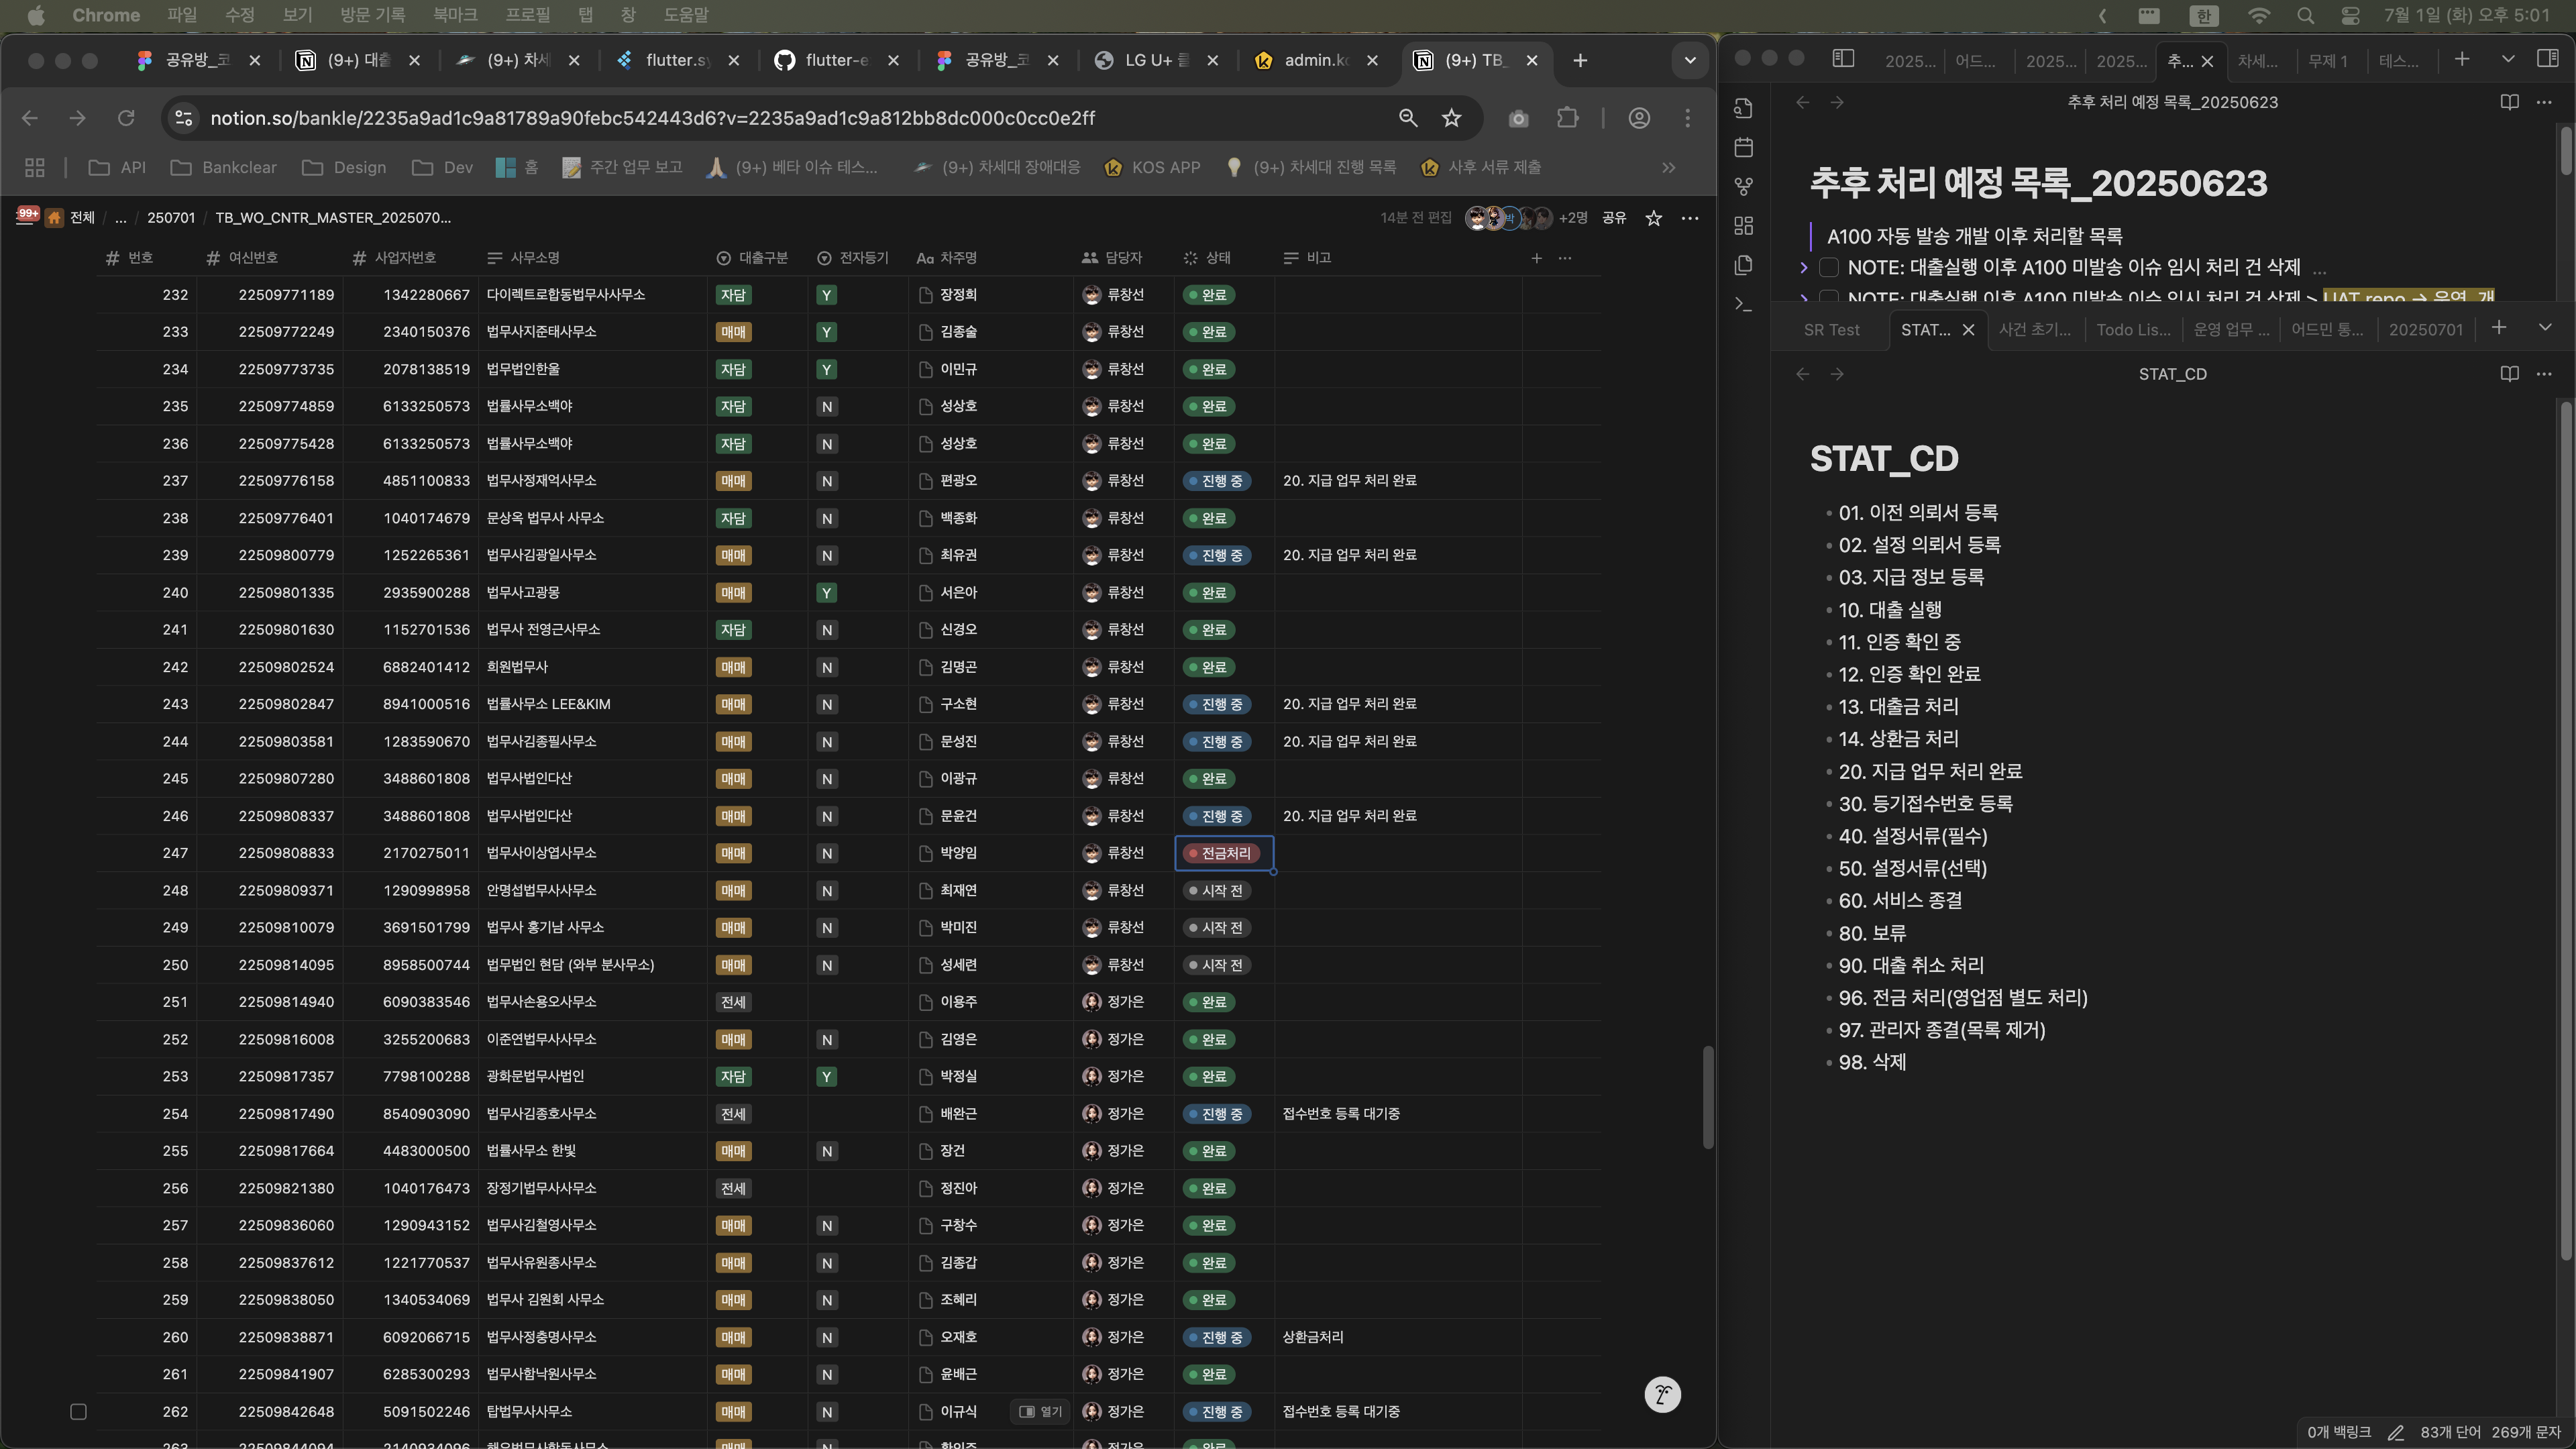 Chrome 파일 수정 보기 방문 기록 북마크 프로필 탭 창 도움말 한 7월 1일 (화) 오후 5:01
공유방_코 (9+) 대출 (9+) 차세 flutter.sy flutter-e 공유방_코 LG U+ admin.ko (9+) TB_
notion.so/bankle/2235a9ad1c9a81789a90febc542443d6?v=2235a9ad1c9a812bb8dc000c0cc0e2ff
API Bankclear Design Dev 홈 주간 업무 보고 (9+) 베타 이슈 테스... (9+) 차세대 장애대응 KOS APP (9+) 차세대 진행 목록 사후 서류 제출
99+ 전체 / ... / 250701 / TB_WO_CNTR_MASTER_2025070... 14분 전 편집 박 +2명 공유
번호 여신번호 사업자번호 사무소명 대출구분 전자등기 Aa 차주명 담당자 상태 비고
232 22509771189 1342280667 다이렉트로합동법무사사무소 자담 Y 장정희 류창선 완료
233 22509772249 2340150376 법무사지준태사무소 매매 Y 김종술 류창선 완료
234 22509773735 2078138519 법무법인한울 자담 Y 이민규 류창선 완료
235 22509774859 6133250573 법률사무소백야 자담 N 성상호 류창선 완료
236 22509775428 6133250573 법률사무소백야 자담 N 성상호 류창선 완료
237 22509776158 4851100833 법무사정재억사무소 매매 N 편광오 류창선 진행 중 20. 지급 업무 처리 완료
238 22509776401 1040174679 문상옥 법무사 사무소 자담 N 백종화 류창선 완료
239 22509800779 1252265361 법무사김광일사무소 매매 N 최유권 류창선 진행 중 20. 지급 업무 처리 완료
240 22509801335 2935900288 법무사고광몽 매매 Y 서은아 류창선 완료
241 22509801630 1152701536 법무사 전영근사무소 자담 N 신경오 류창선 완료
242 22509802524 6882401412 희원법무사 매매 N 김명곤 류창선 완료
243 22509802847 8941000516 법률사무소 LEE&KIM 매매 N 구소현 류창선 진행 중 20. 지급 업무 처리 완료
244 22509803581 1283590670 법무사김종필사무소 매매 N 문성진 류창선 진행 중 20. 지급 업무 처리 완료
245 22509807280 3488601808 법무사법인다산 매매 N 이광규 류창선 완료
246 22509808337 3488601808 법무사법인다산 매매 N 문윤건 류창선 진행 중 20. 지급 업무 처리 완료
247 22509808833 2170275011 법무사이상엽사무소 매매 N 박양임 류창선 전금처리
248 22509809371 1290998958 안명섭법무사사무소 매매 N 최재연 류창선 시작 전
249 22509810079 3691501799 법무사 홍기남 사무소 매매 N 박미진 류창선 시작 전
250 22509814095 8958500744 법무법인 현담 (와부 분사무소) 매매 N 성세련 류창선 시작 전
251 22509814940 6090383546 법무사손용오사무소 전세 이용주 정가은 완료
252 22509816008 3255200683 이준연법무사사무소 매매 N 김영은 정가은 완료
253 22509817357 7798100288 광화문법무사법인 자담 Y 박정실 정가은 완료
254 22509817490 8540903090 법무사김종호사무소 전세 배완근 정가은 진행 중 접수번호 등록 대기중
255 22509817664 4483000500 법률사무소 한빛 매매 N 장건 정가은 완료
256 22509821380 1040176473 장정기법무사사무소 전세 정진아 정가은 완료
257 22509836060 1290943152 법무사김철영사무소 매매 N 구창수 정가은 완료
258 22509837612 1221770537 법무사유원종사무소 매매 N 김종갑 정가은 완료
259 22509838050 1340534069 법무사 김원회 사무소 매매 N 조혜리 정가은 완료
260 22509838871 6092066715 법무사정충명사무소 매매 N 오재호 정가은 진행 중 상환금처리
261 22509841907 6285300293 법무사함낙원사무소 매매 N 윤배근 정가은 완료
262 22509842648 5091502246 탑법무사사무소 매매 N 이규식 열기 정가은 진행 중 접수번호 등록 대기중
2025... 어드... 2025... 2025... 추... 차세... 무제 1 테스...
추후 처리 예정 목록_20250623
추후 처리 예정 목록_20250623
A100 자동 발송 개발 이후 처리할 목록
NOTE: 대출실행 이후 A100 미발송 이슈 임시 처리 건 삭제 ...
NOTE: 대출실행 이후 A100 미발송 이슈 임시 처리 건 삭제 > UAT repo → 운영, 개
SR Test STAT... 사건 초기... Todo Lis... 운영 업무 ... 어드민 통... 20250701
STAT_CD
STAT_CD
01. 이전 의뢰서 등록
02. 설정 의뢰서 등록
03. 지급 정보 등록
10. 대출 실행
11. 인증 확인 중
12. 인증 확인 완료
13. 대출금 처리
14. 상환금 처리
20. 지급 업무 처리 완료
30. 등기접수번호 등록
40. 설정서류(필수)
50. 설정서류(선택)
60. 서비스 종결
80. 보류
90. 대출 취소 처리
96. 전금 처리(영업점 별도 처리)
97. 관리자 종결(목록 제거)
98. 삭제
0개 백링크 83개 단어 269개 문자